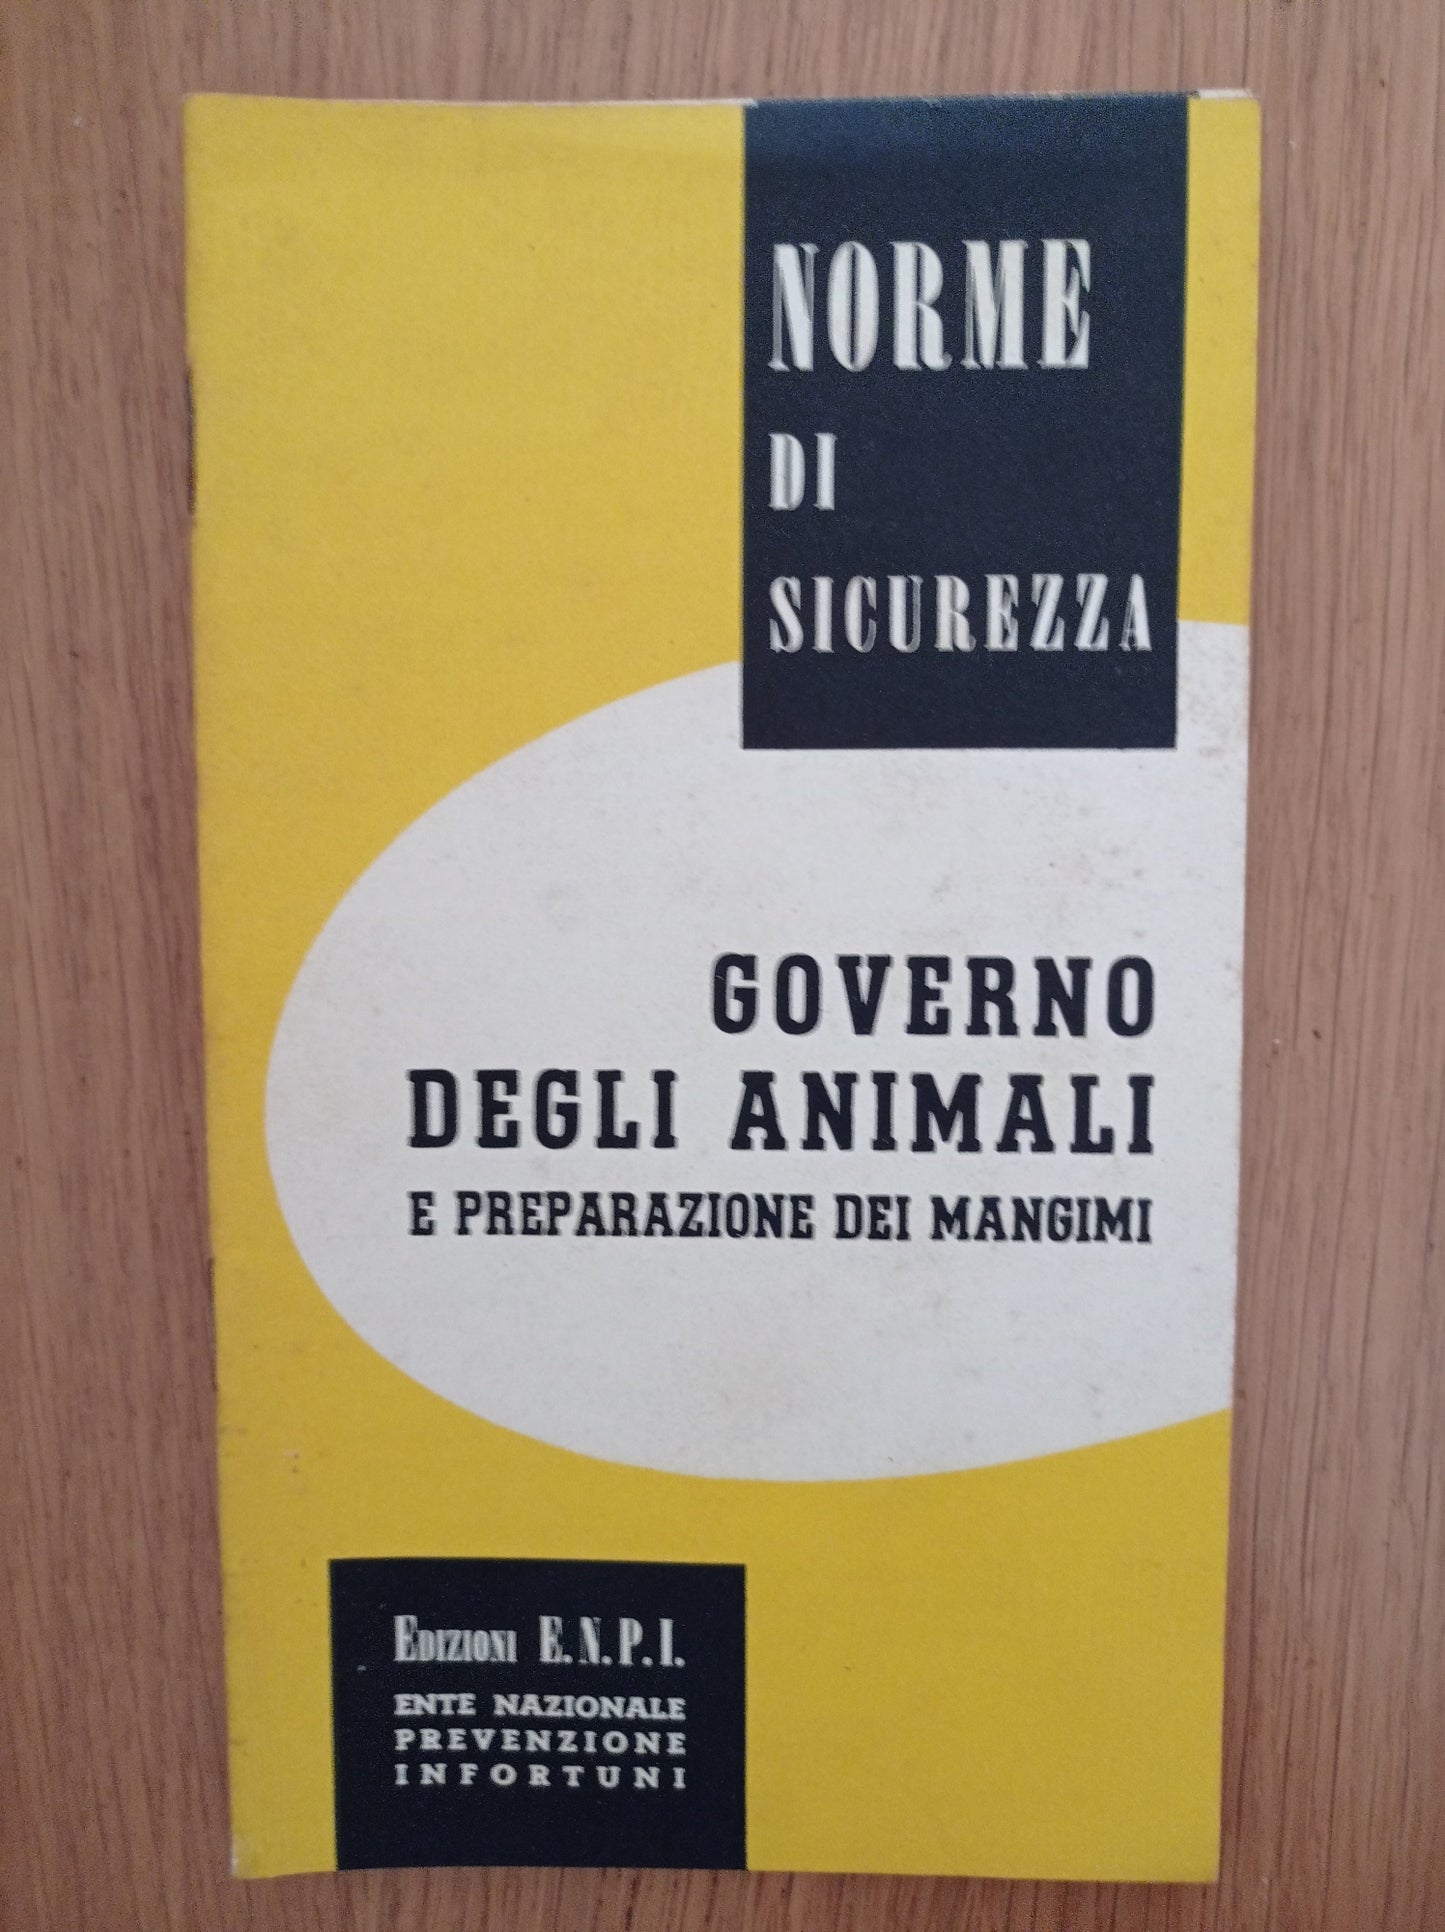 NORME
DI
SICUREZZA
GOVERNO
DEGLI ANIMALI
E PREPARAZIONE DEI MANGIMI
EDIZIONI E.N.P.I.
ENTE NAZIONALE
PREVENZIONE
INFORTUNI